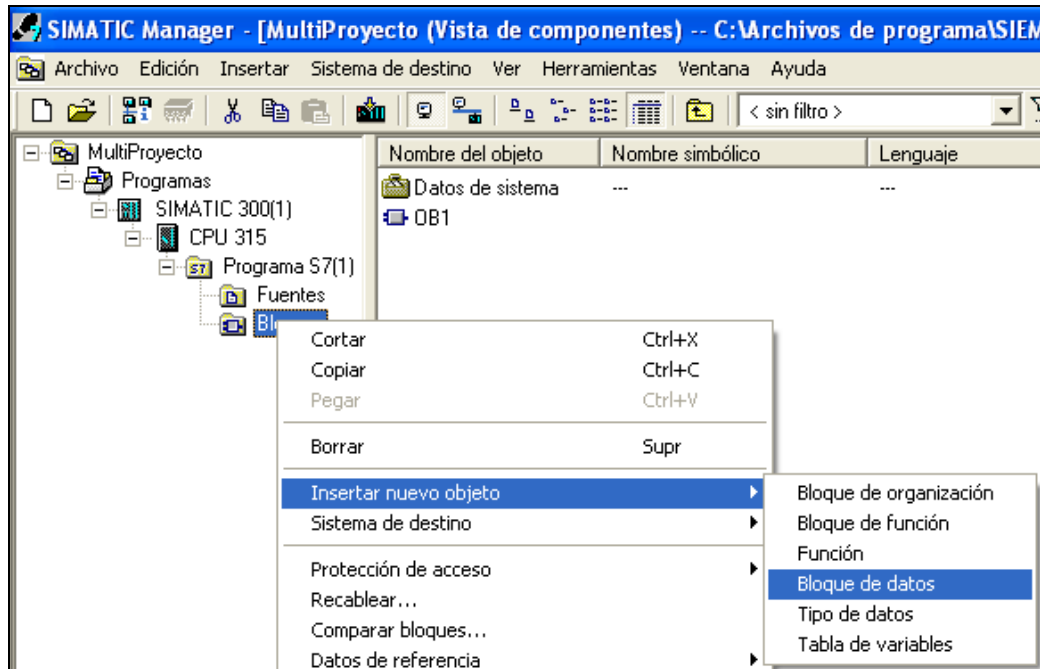 SIMATIC Manager - [MultiProyecto (Vista de componentes) -- C:\Archivos de programa\SIEM
Archivo Edición Insertar Sistema de destino Ver Herramientas Ventana Ayuda
< sin filtro >
MultiProyecto
Programas
SIMATIC 300(1)
CPU 315
Programa S7(1)
Fuentes
Nombre del objeto Nombre simbólico Lenguaje
Datos de sistema --- ---
OB1
Cortar Ctrl+X
Copiar Ctrl+C
Pegar Ctrl+V
Borrar Supr
Insertar nuevo objeto
Sistema de destino
Protección de acceso
Recablear...
Comparar bloques...
Datos de referencia
Bloque de organización
Bloque de función
Función
Bloque de datos
Tipo de datos
Tabla de variables